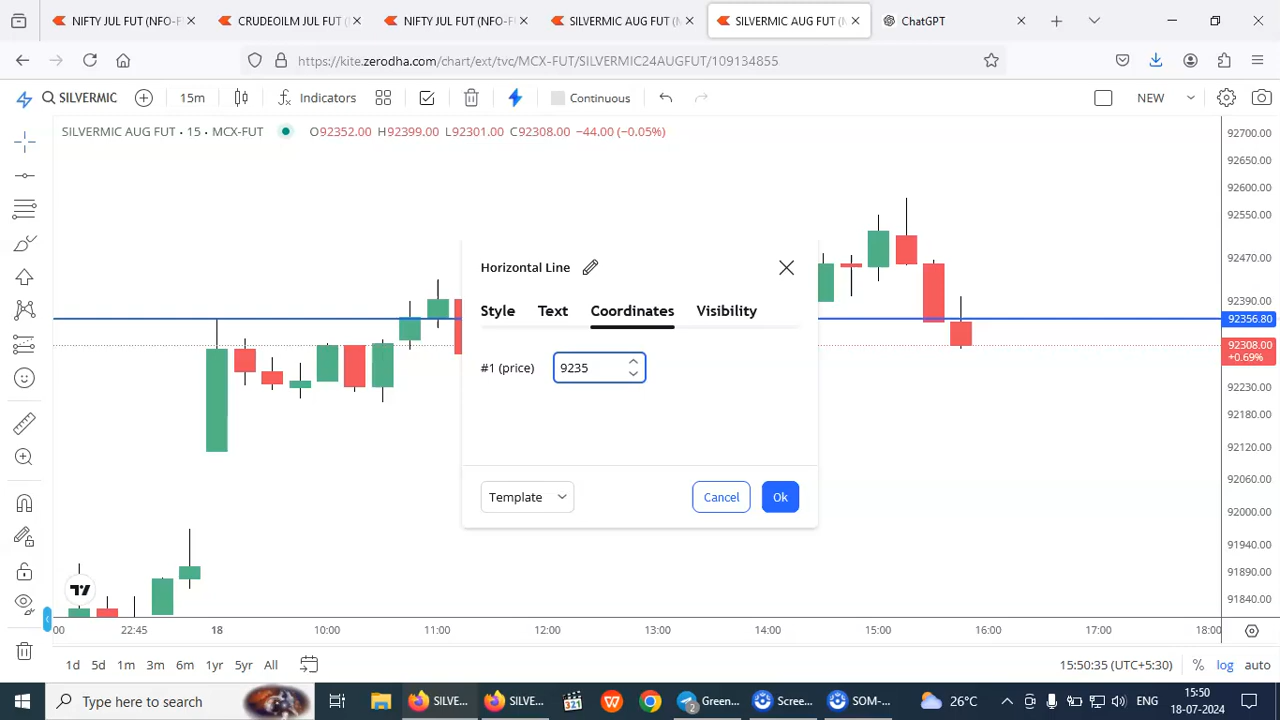 NIFTY JUL FUT (NFO-F
CRUDEOILM JUL FUT (
NIFTY JUL FUT (NFO-F
SILVERMIC AUG FUT (M
SILVERMIC AUG FUT (M
ChatGPT
https://kite.zerodha.com/chart/ext/tvc/MCX-FUT/SILVERMIC24AUGFUT/109134855
SILVERMIC
15m
Indicators
Continuous
NEW
SILVERMIC AUG FUT · 15 · MCX-FUT
O92352.00 H92399.00 L92301.00 C92308.00 −44.00 (−0.05%)
92700.00
92650.00
92600.00
92550.00
92470.00
92390.00
92356.80
92308.00
+0.69%
92230.00
92180.00
92120.00
92060.00
92000.00
91940.00
91890.00
91840.00
Horizontal Line
Style Text Coordinates Visibility
#1 (price) 9235
Template
Cancel
Ok
:00 22:45 18 10:00 11:00 12:00 13:00 14:00 15:00 16:00 17:00 18:00
1d 5d 1m 3m 6m 1yr 3yr 5yr All
15:50:35 (UTC+5:30) % log auto
Type here to search
SILVE...
SILVE...
321
W
2
Green...
Scree...
SOM-...
26°C
ENG
15:50
18-07-2024